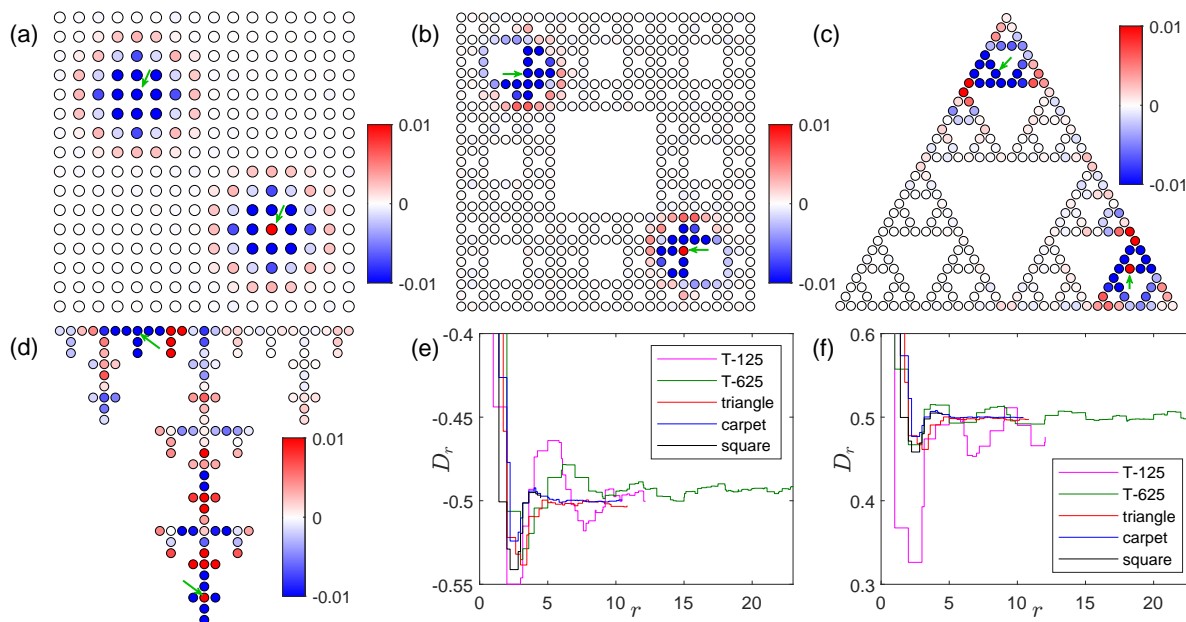 (a)
0.01
0
-0.01
(b)
0.01
0
-0.01
(c)
0.01
0
-0.01
(d)
0.01
0
-0.01
(e)
-0.4
-0.45
-0.5
-0.55
D_r
0 5 10 15 20
r
T-125
T-625
triangle
carpet
square
(f)
0.6
0.5
0.4
0.3
D_r
0 5 10 15 20
r
T-125
T-625
triangle
carpet
square